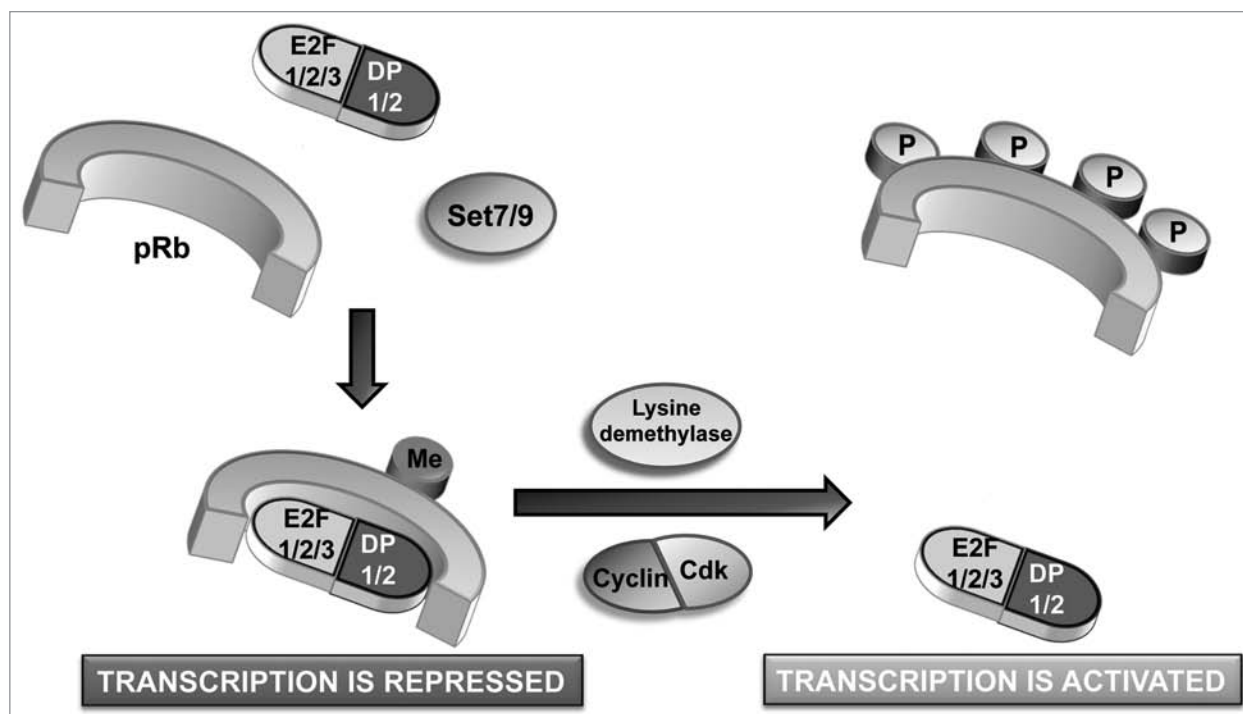 E2F
1/2/3
DP
1/2
pRb
Set7/9
P
P
P
P
Me
E2F
1/2/3
DP
1/2
Lysine
demethylase
Cyclin
Cdk
E2F
1/2/3
DP
1/2
TRANSCRIPTION IS REPRESSED
TRANSCRIPTION IS ACTIVATED